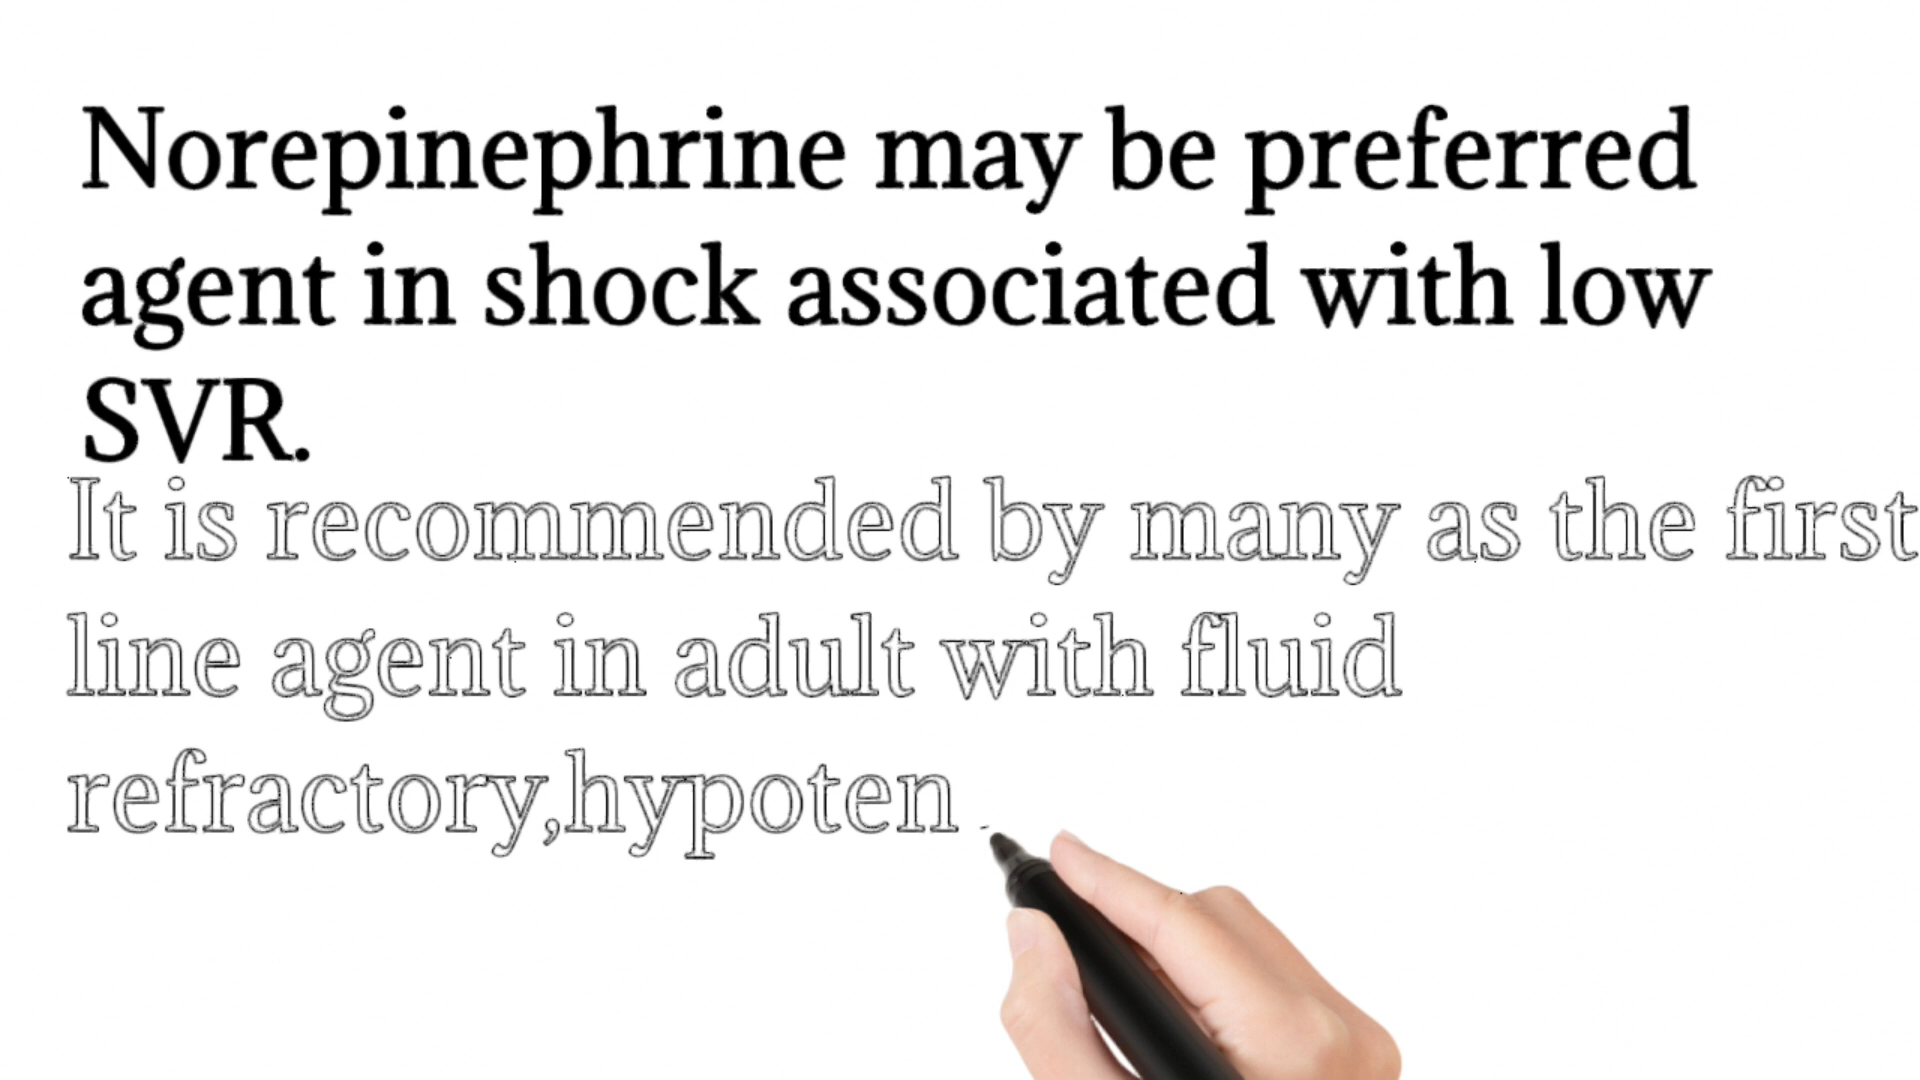 Norepinephrine may be preferred
agent in shock associated with low
SVR.
It is recommended by many as the first
line agent in adult with fluid
refractory,hypoten